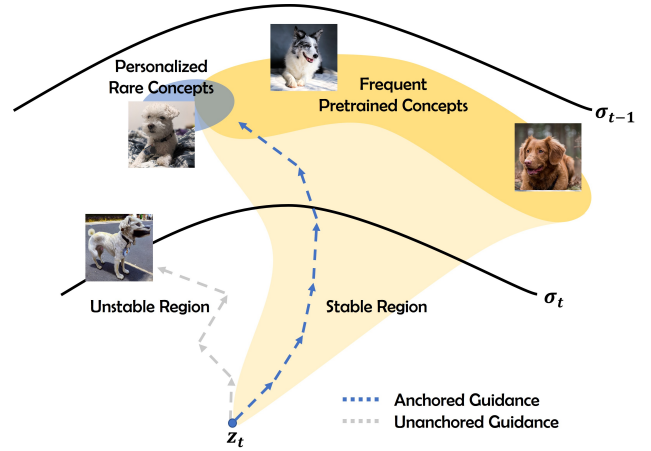 Personalized
Rare Concepts
Frequent
Pretrained Concepts
σₜ₋₁
Unstable Region
Stable Region
σₜ
Anchored Guidance
Unanchored Guidance
zₜ